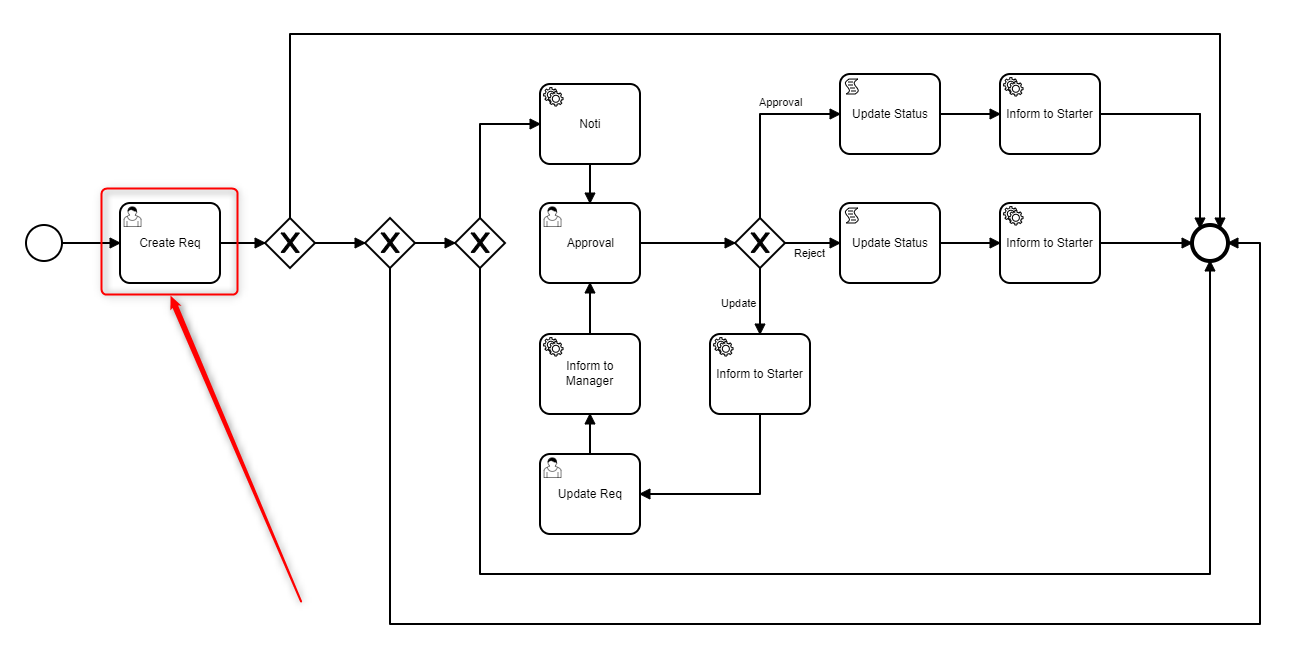 Approval
Update Status
Inform to Starter
Noti
Create Req
Approval
Update Status
Inform to Starter
Reject
Update
Inform to
Manager
Inform to Starter
Update Req